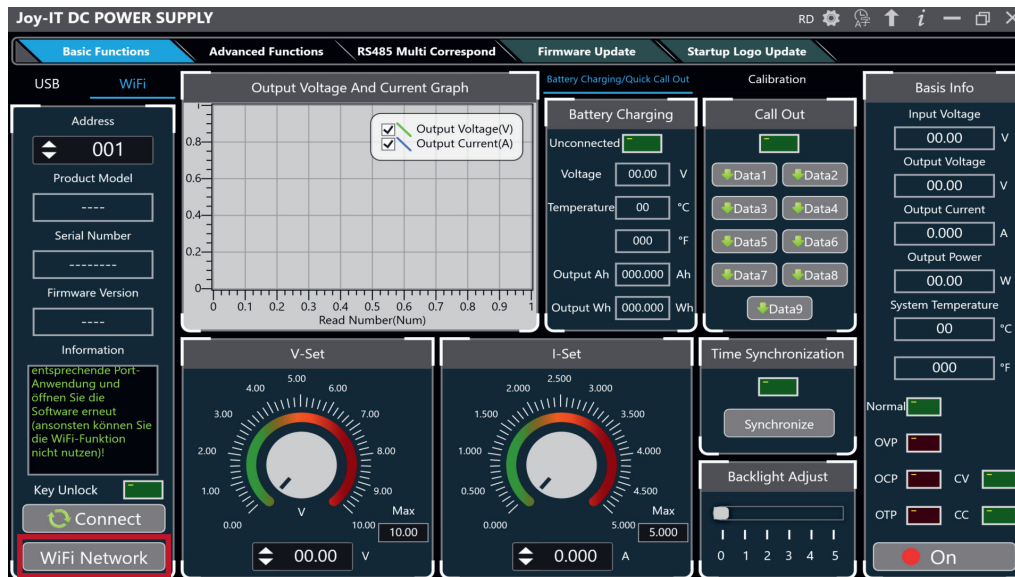 Joy-IT DC POWER SUPPLY
RD
i
Basic Functions
Advanced Functions
RS485 Multi Correspond
Firmware Update
Startup Logo Update
USB
WiFi
Address
001
Product Model
----
Serial Number
--------
Firmware Version
----
Information
entsprechende Port-
Anwendung und
öffnen Sie die
Software erneut
(ansonsten können Sie
die WiFi-Funktion
nicht nutzen)!
Key Unlock
Connect
WiFi Network
Output Voltage And Current Graph
Output Voltage(V)
Output Current(A)
1
0.8
0.6
0.4
0.2
0
0 0.1 0.2 0.3 0.4 0.5 0.6 0.7 0.8 0.9 1
Read Number(Num)
V-Set
0.00
1.00
2.00
3.00
4.00
5.00
6.00
7.00
8.00
9.00
10.00
V
Max
10.00
00.00 V
I-Set
0.000
0.500
1.000
1.500
2.000
2.500
3.000
3.500
4.000
4.500
5.000
Max
5.000
0.000 A
Battery Charging/Quick Call Out
Calibration
Battery Charging
Unconnected
Voltage 00.00 V
Temperature 00 °C
000 °F
Output Ah 000.000 Ah
Output Wh 000.000 Wh
Call Out
Data1 Data2
Data3 Data4
Data5 Data6
Data7 Data8
Data9
Time Synchronization
Synchronize
Backlight Adjust
0 1 2 3 4 5
Basis Info
Input Voltage
00.00 V
Output Voltage
00.00 V
Output Current
0.000 A
Output Power
00.00 W
System Temperature
00 °C
000 °F
Normal
OVP
OCP CV
OTP CC
On